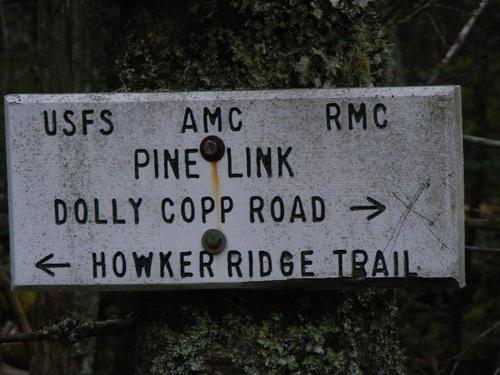 USFS AMC RMC
PINE LINK
DOLLY COPP ROAD →
← HOWKER RIDGE TRAIL